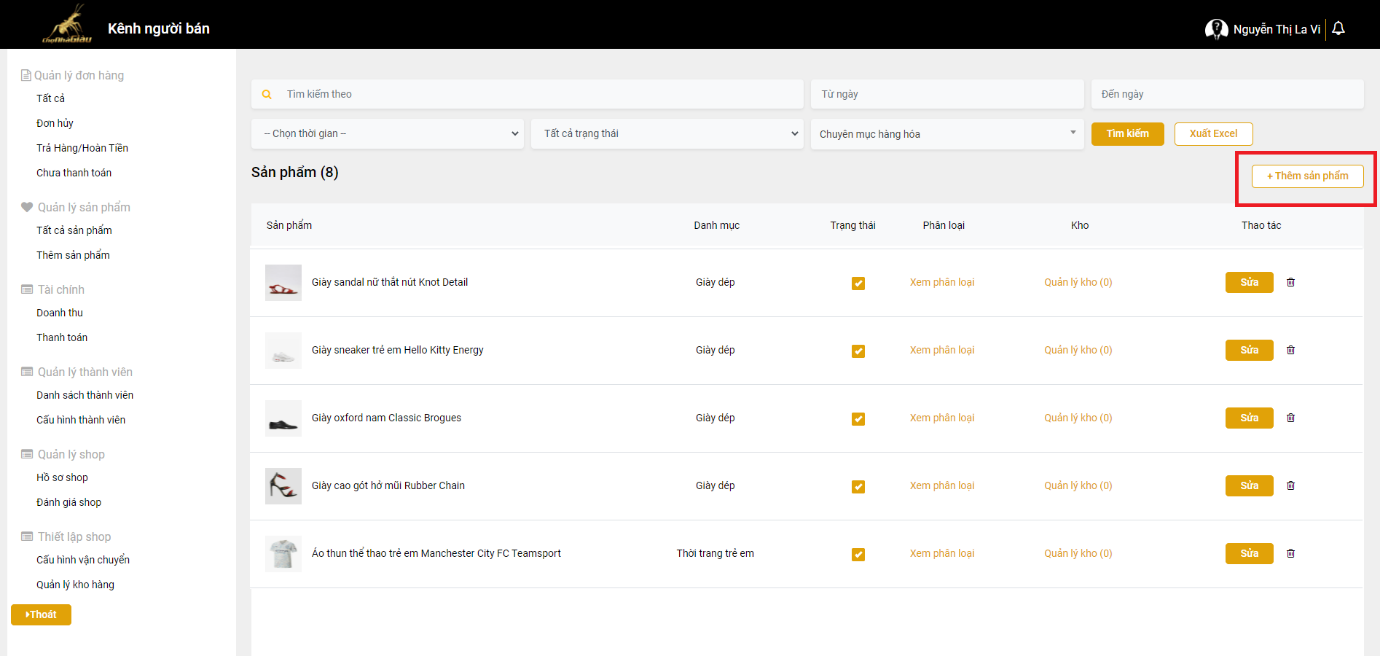 ChợNhàGiàu
Kênh người bán
Nguyễn Thị La Vi
Quản lý đơn hàng
Tất cả
Đơn hủy
Trả Hàng/Hoàn Tiền
Chưa thanh toán
Quản lý sản phẩm
Tất cả sản phẩm
Thêm sản phẩm
Tài chính
Doanh thu
Thanh toán
Quản lý thành viên
Danh sách thành viên
Cấu hình thành viên
Quản lý shop
Hồ sơ shop
Đánh giá shop
Thiết lập shop
Cấu hình vận chuyển
Quản lý kho hàng
Thoát
Tìm kiếm theo
Từ ngày
Đến ngày
-- Chọn thời gian --
Tất cả trạng thái
Chuyên mục hàng hóa
Tìm kiếm
Xuất Excel
Sản phẩm (8)
+ Thêm sản phẩm
Sản phẩm Danh mục Trạng thái Phân loại Kho Thao tác
Giày sandal nữ thắt nút Knot Detail Giày dép Xem phân loại Quản lý kho (0) Sửa
Giày sneaker trẻ em Hello Kitty Energy Giày dép Xem phân loại Quản lý kho (0) Sửa
Giày oxford nam Classic Brogues Giày dép Xem phân loại Quản lý kho (0) Sửa
Giày cao gót hở mũi Rubber Chain Giày dép Xem phân loại Quản lý kho (0) Sửa
Áo thun thể thao trẻ em Manchester City FC Teamsport Thời trang trẻ em Xem phân loại Quản lý kho (0) Sửa